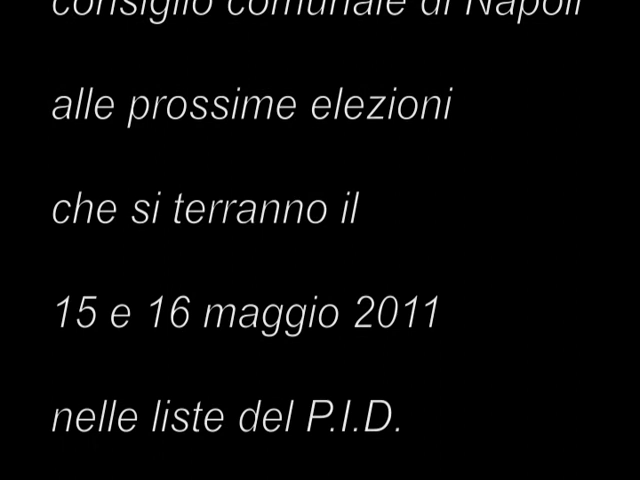 consiglio comunale di Napoli
alle prossime elezioni
che si terranno il
15 e 16 maggio 2011
nelle liste del P.I.D.